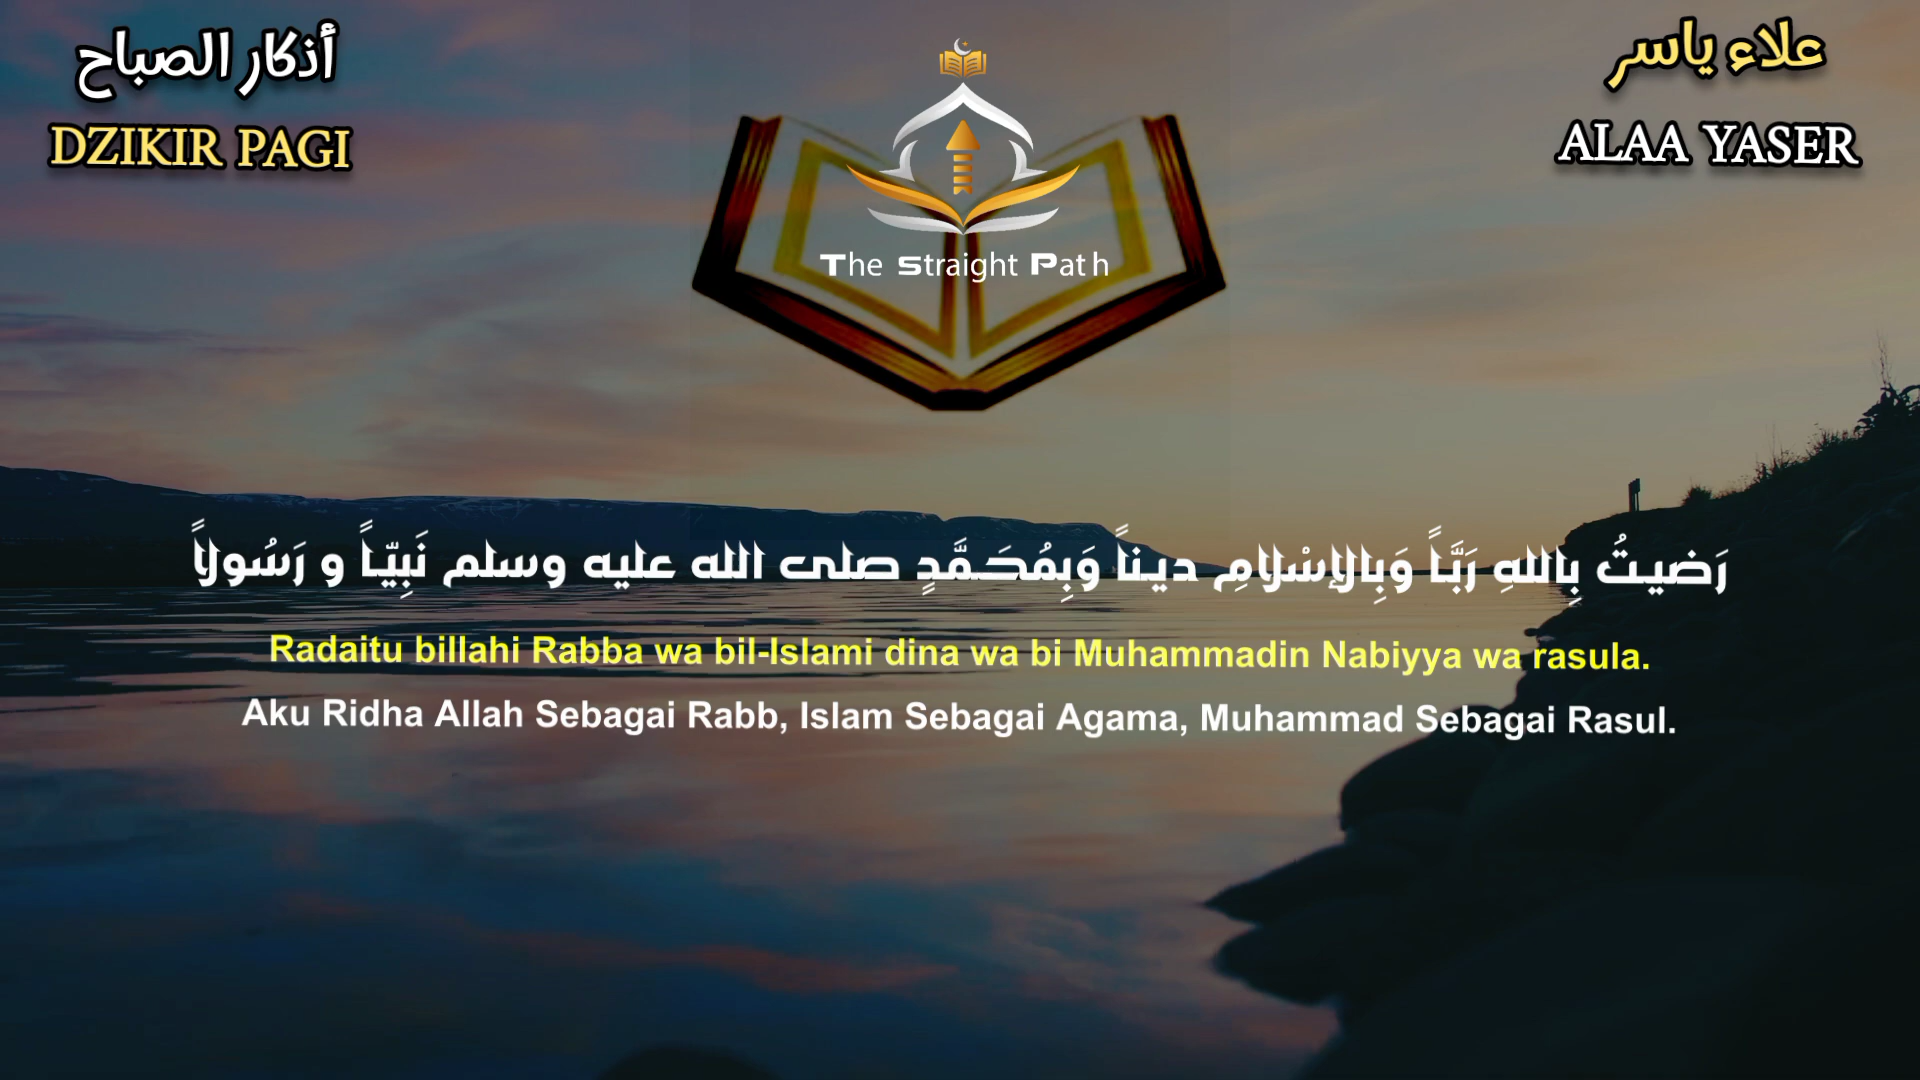 أذكار الصباح
DZIKIR PAGI
علاء ياسر
ALAA YASER
The Straight Path
رَضيتُ بِاللهِ رَبَّاً وَبِالإسْلامِ ديناً وَبِمُحَمَّدٍ صلى الله عليه وسلم نَبِيّاً و رَسُولاً
Radaitu billahi Rabba wa bil-Islami dina wa bi Muhammadin Nabiyya wa rasula.
Aku Ridha Allah Sebagai Rabb, Islam Sebagai Agama, Muhammad Sebagai Rasul.